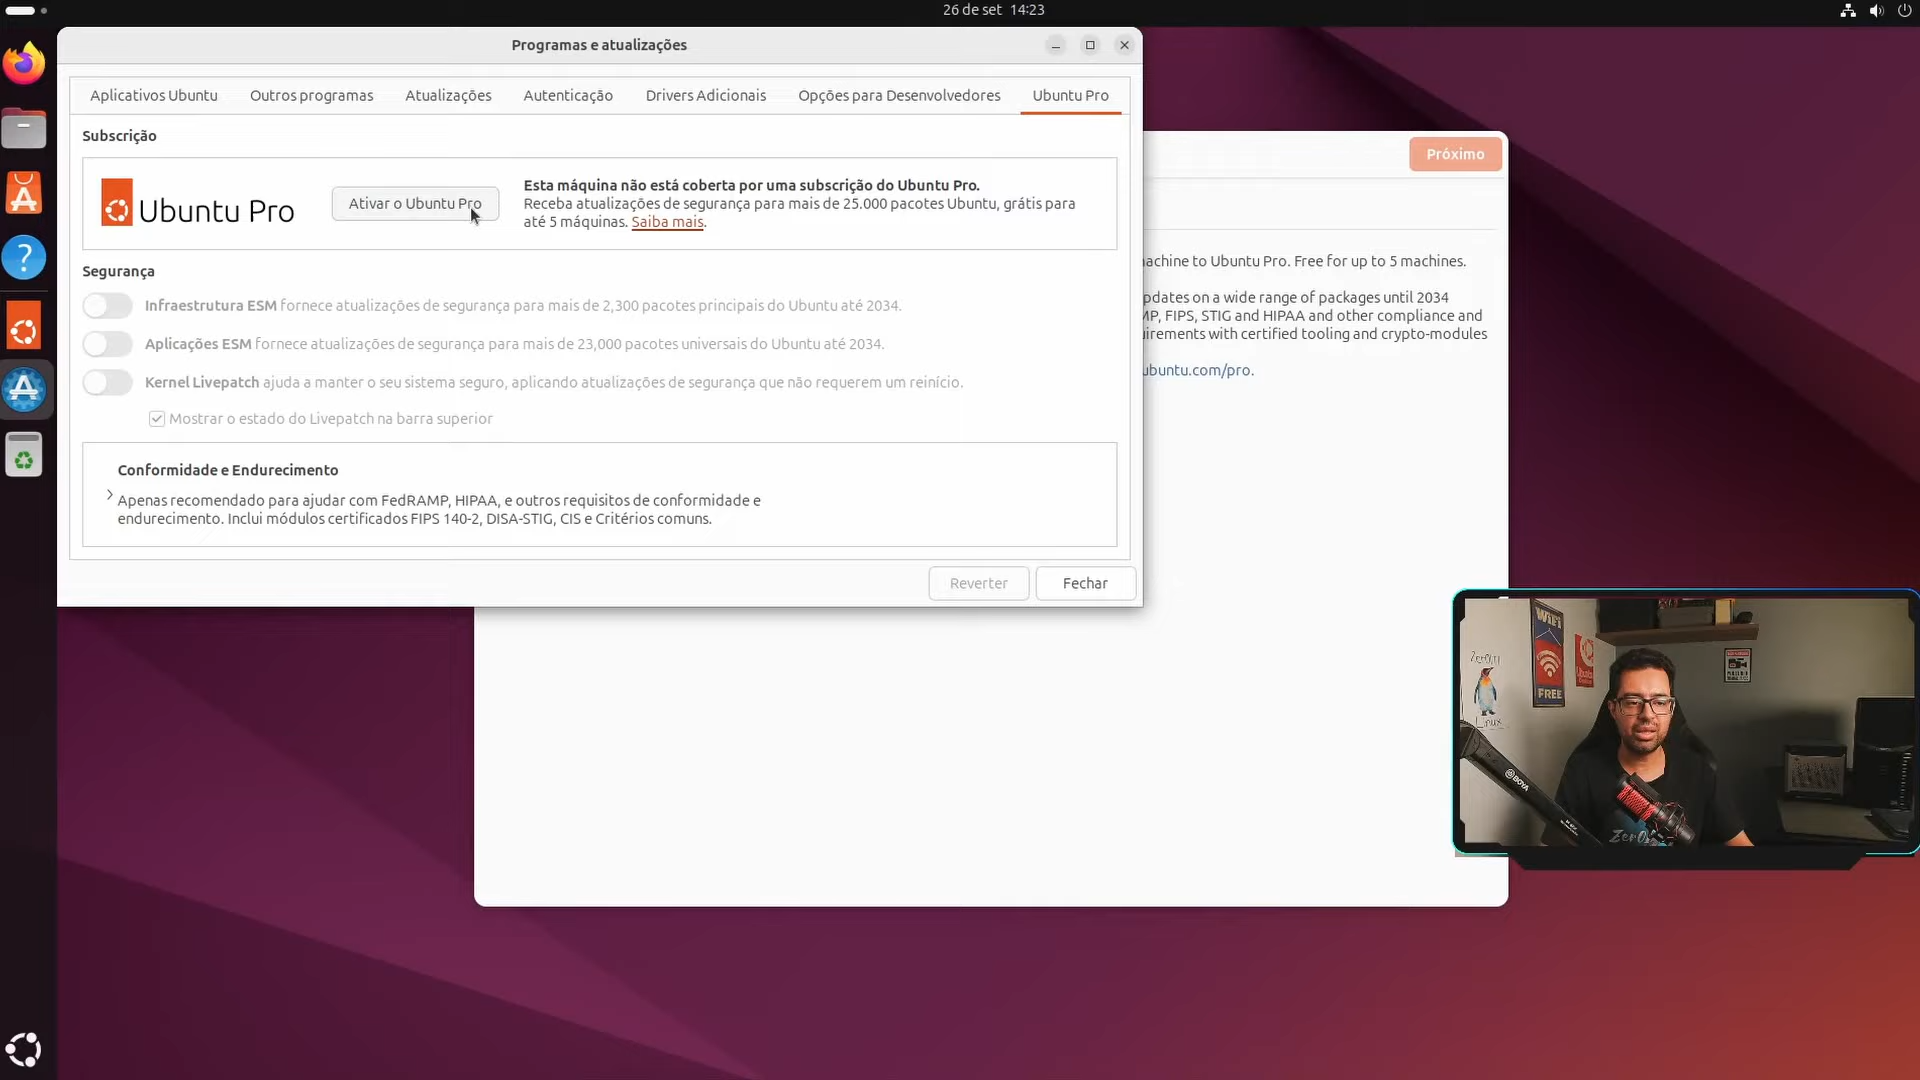 26 de set 14:23
Programas e atualizações
Aplicativos Ubuntu
Outros programas
Atualizações
Autenticação
Drivers Adicionais
Opções para Desenvolvedores
Ubuntu Pro
Subscrição
Ubuntu Pro
Ativar o Ubuntu Pro
Esta máquina não está coberta por uma subscrição do Ubuntu Pro.
Receba atualizações de segurança para mais de 25.000 pacotes Ubuntu, grátis para
até 5 máquinas. Saiba mais.
Segurança
Infraestrutura ESM fornece atualizações de segurança para mais de 2,300 pacotes principais do Ubuntu até 2034.
Aplicações ESM fornece atualizações de segurança para mais de 23,000 pacotes universais do Ubuntu até 2034.
Kernel Livepatch ajuda a manter o seu sistema seguro, aplicando atualizações de segurança que não requerem um reinício.
Mostrar o estado do Livepatch na barra superior
Conformidade e Endurecimento
Apenas recomendado para ajudar com FedRAMP, HIPAA, e outros requisitos de conformidade e
endurecimento. Inclui módulos certificados FIPS 140-2, DISA-STIG, CIS e Critérios comuns.
Reverter
Fechar
Próximo
achine to Ubuntu Pro. Free for up to 5 machines.
pdates on a wide range of packages until 2034
MP, FIPS, STIG and HIPAA and other compliance and
irements with certified tooling and crypto-modules
ubuntu.com/pro.
WiFi
FREE
Linux
BOYA